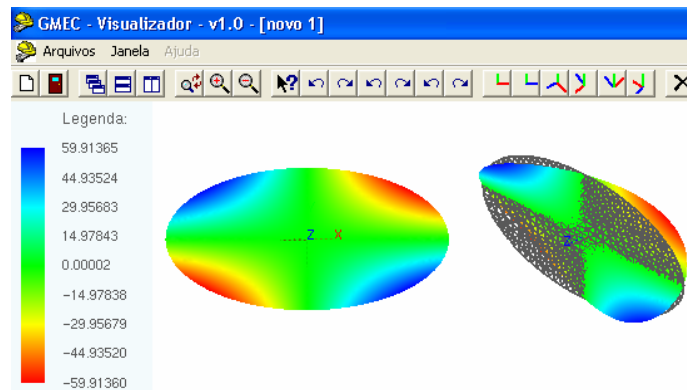 GMEC - Visualizador - v1.0 - [novo 1]
Arquivos Janela Ajuda
Legenda:
59.91365
44.93524
29.95683
14.97843
0.00002
-14.97838
-29.95679
-44.93520
-59.91360
Z X
Z